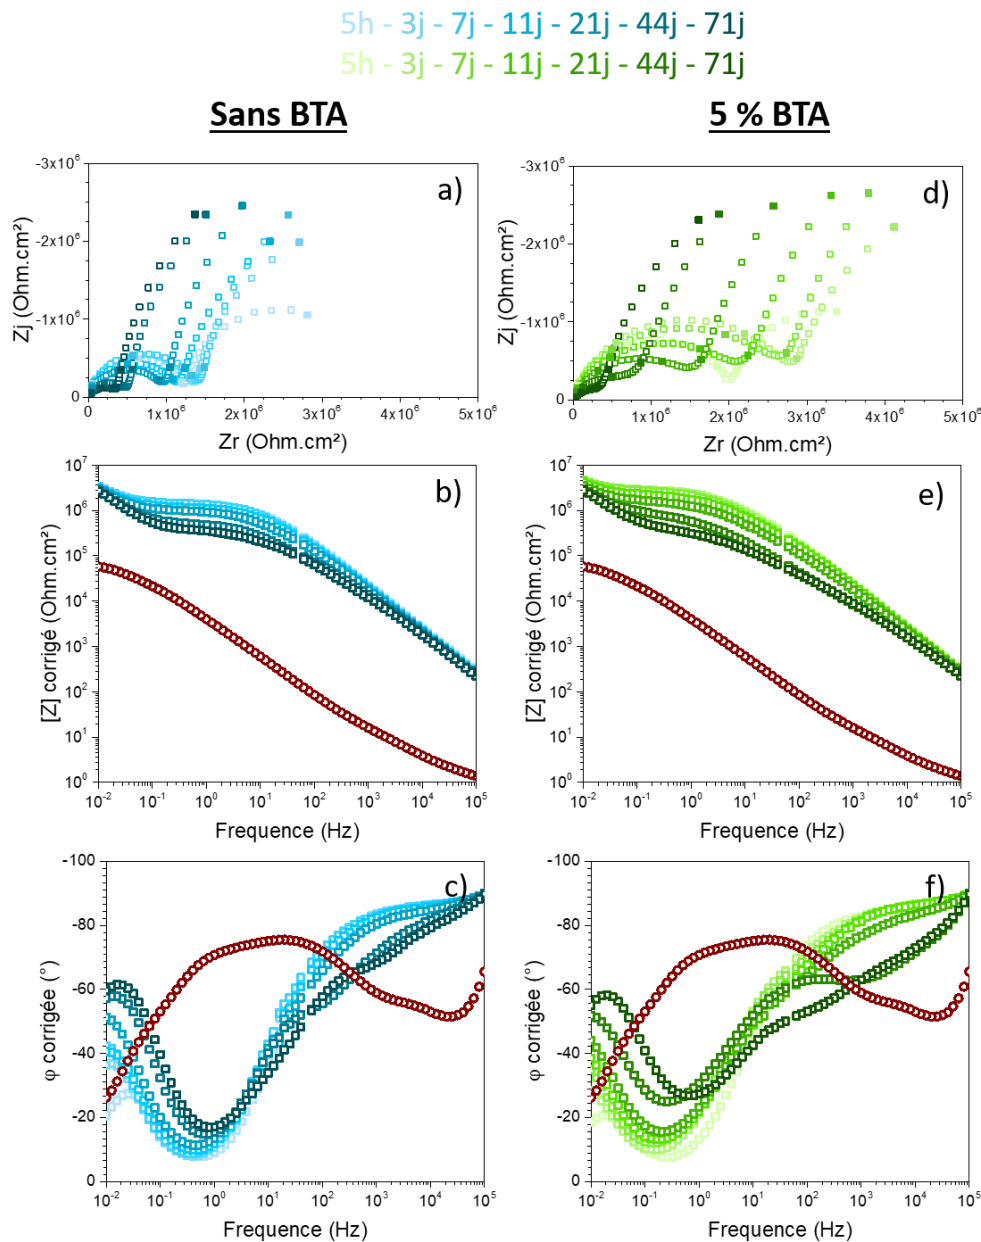 5h - 3j - 7j - 11j - 21j - 44j - 71j
5h - 3j - 7j - 11j - 21j - 44j - 71j
Sans BTA
5 % BTA
a)
-3x10⁶
-2x10⁶
-1x10⁶
0
Zj (Ohm.cm²)
0 1x10⁶ 2x10⁶ 3x10⁶ 4x10⁶ 5x10⁶
Zr (Ohm.cm²)
d)
-3x10⁶
-2x10⁶
-1x10⁶
0
Zj (Ohm.cm²)
0 1x10⁶ 2x10⁶ 3x10⁶ 4x10⁶ 5x10⁶
Zr (Ohm.cm²)
b)
10⁷
10⁶
10⁵
10⁴
10³
10²
10¹
10⁰
[Z] corrigé (Ohm.cm²)
10⁻² 10⁻¹ 10⁰ 10¹ 10² 10³ 10⁴ 10⁵
Frequence (Hz)
e)
10⁷
10⁶
10⁵
10⁴
10³
10²
10¹
10⁰
[Z] corrigé (Ohm.cm²)
10⁻² 10⁻¹ 10⁰ 10¹ 10² 10³ 10⁴ 10⁵
Frequence (Hz)
c)
-100
-80
-60
-40
-20
0
φ corrigée (°)
10⁻² 10⁻¹ 10⁰ 10¹ 10² 10³ 10⁴ 10⁵
Frequence (Hz)
f)
-100
-80
-60
-40
-20
0
φ corrigée (°)
10⁻² 10⁻¹ 10⁰ 10¹ 10² 10³ 10⁴ 10⁵
Frequence (Hz)